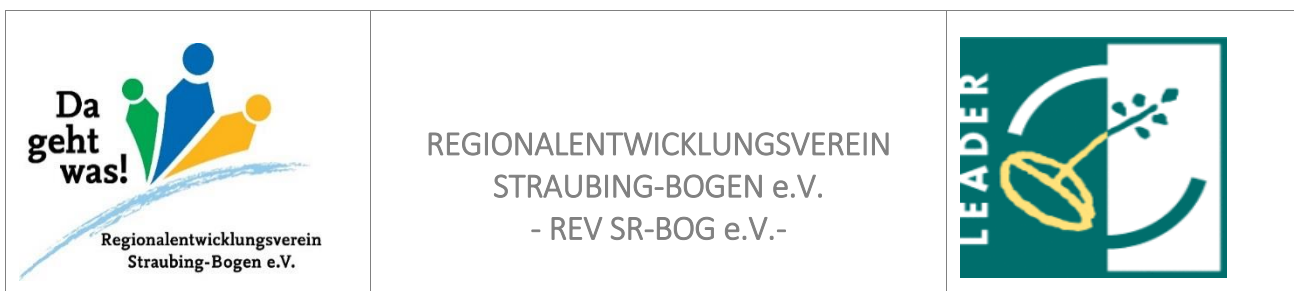 Da
geht
was!
Regionalentwicklungsverein
Straubing-Bogen e.V.
REGIONALENTWICKLUNGSVEREIN
STRAUBING-BOGEN e.V.
- REV SR-BOG e.V.-
LEADER